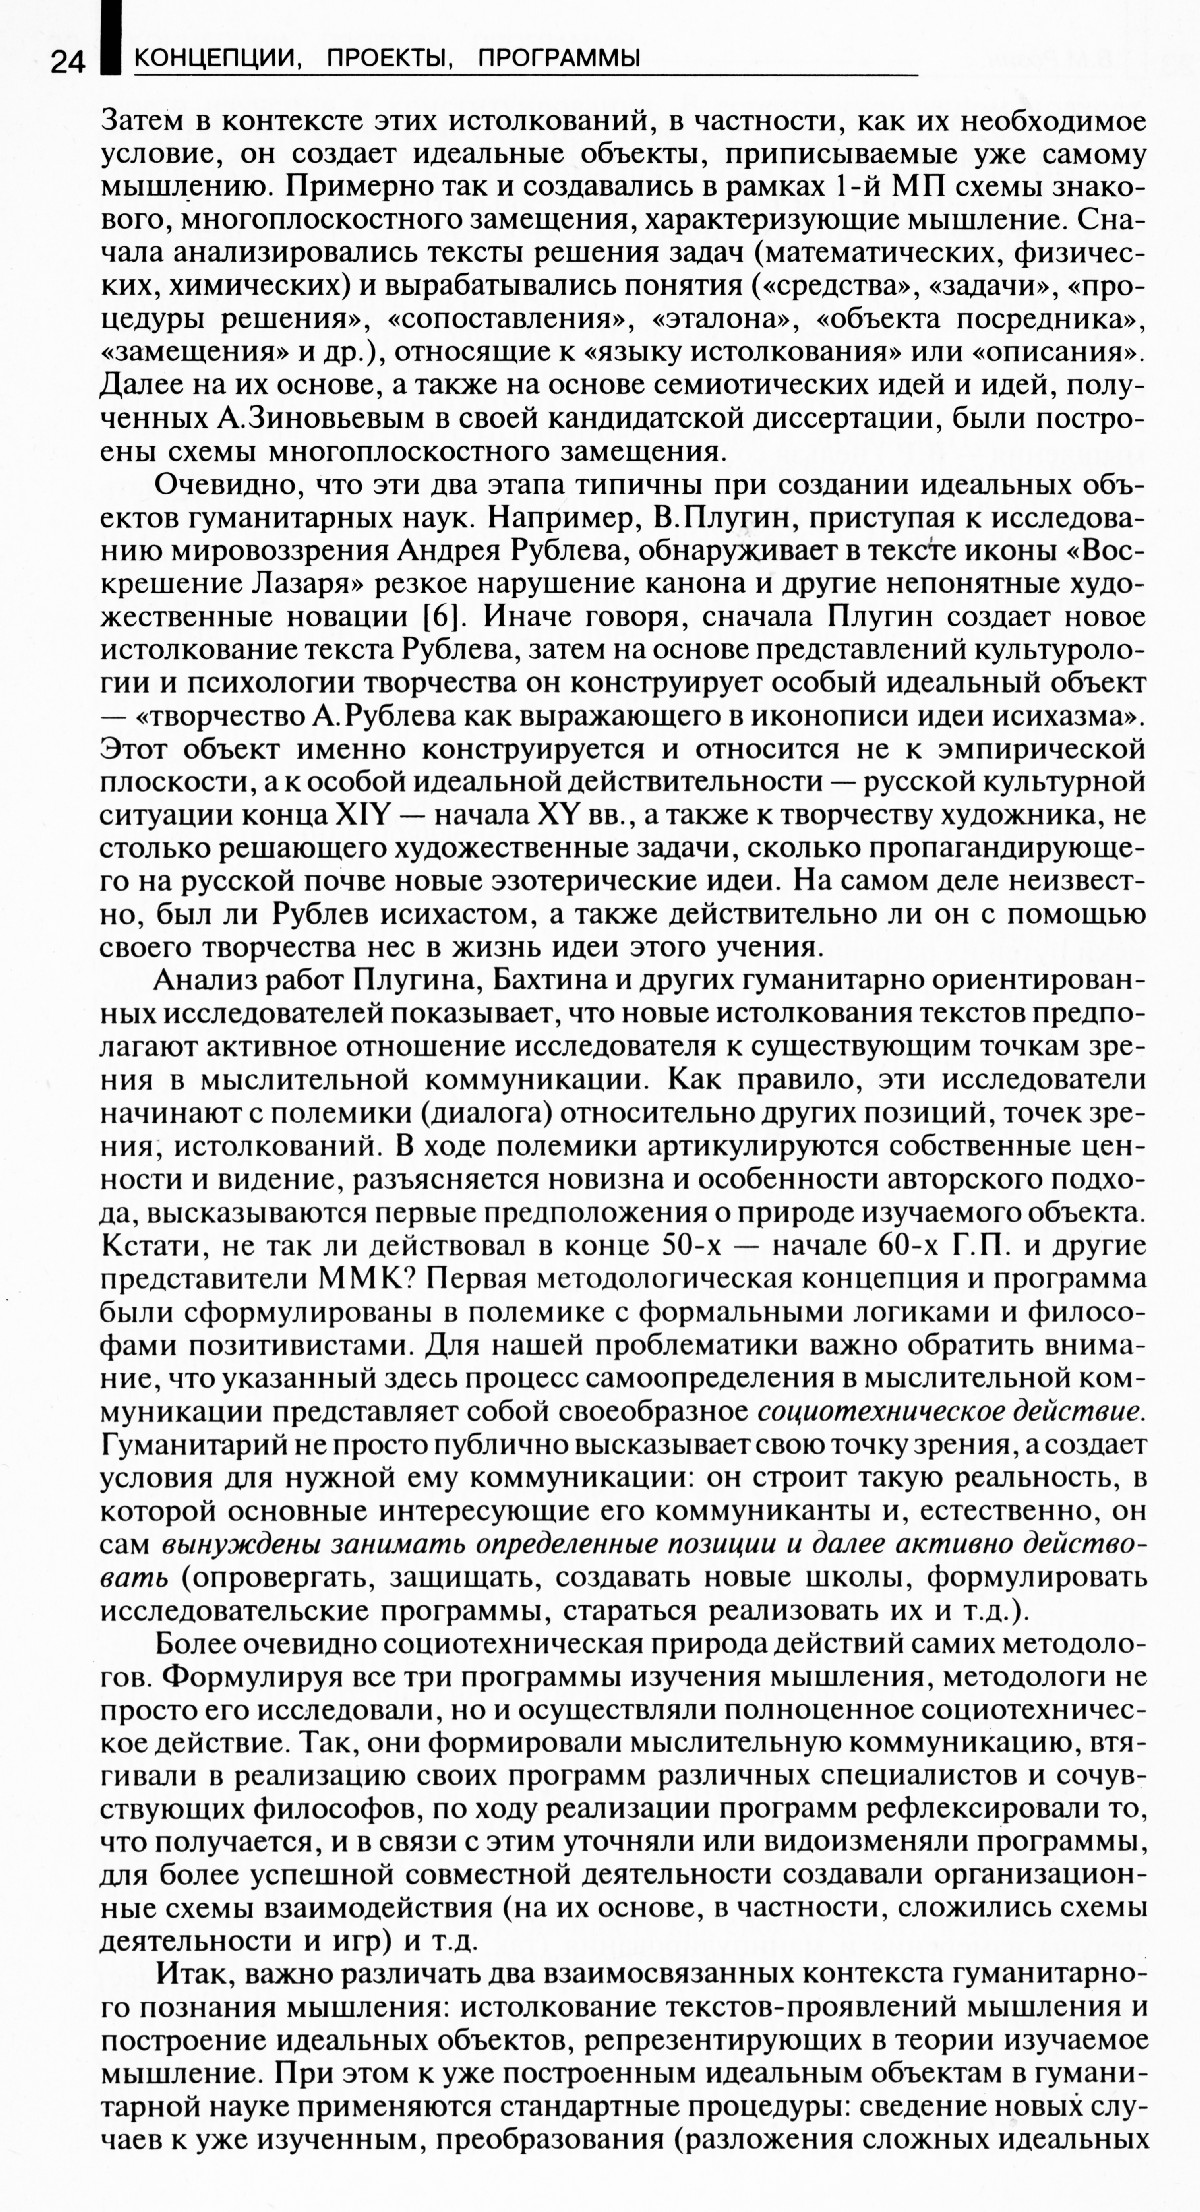 24 КОНЦЕПЦИИ, ПРОЕКТЫ, ПРОГРАММЫ
Затем в контексте этих истолкований, в частности, как их необходимое
условие, он создает идеальные объекты, приписываемые уже самому
мышлению. Примерно так и создавались в рамках 1-й МП схемы знако-
вого, многоплоскостного замещения, характеризующие мышление. Сна-
чала анализировались тексты решения задач (математических, физичес-
ких, химических) и вырабатывались понятия («средства», «задачи», «про-
цедуры решения», «сопоставления», «эталона», «объекта посредника»,
«замещения» и др.), относящие к «языку истолкования» или «описания».
Далее на их основе, а также на основе семиотических идей и идей, полу-
ченных А.Зиновьевым в своей кандидатской диссертации, были постро-
ены схемы многоплоскостного замещения.
Очевидно, что эти два этапа типичны при создании идеальных объ-
ектов гуманитарных наук. Например, В.Плугин, приступая к исследова-
нию мировоззрения Андрея Рублева, обнаруживает в тексте иконы «Вос-
крешение Лазаря» резкое нарушение канона и другие непонятные худо-
жественные новации [6]. Иначе говоря, сначала Плугин создает новое
истолкование текста Рублева, затем на основе представлений культуроло-
гии и психологии творчества он конструирует особый идеальный объект
— «творчество А.Рублева как выражающего в иконописи идеи исихазма».
Этот объект именно конструируется и относится не к эмпирической
плоскости, а к особой идеальной действительности — русской культурной
ситуации конца XIY — начала XY вв., а также к творчеству художника, не
столько решающего художественные задачи, сколько пропагандирующе-
го на русской почве новые эзотерические идеи. На самом деле неизвест-
но, был ли Рублев исихастом, а также действительно ли он с помощью
своего творчества нес в жизнь идеи этого учения.
Анализ работ Плугина, Бахтина и других гуманитарно ориентирован-
ных исследователей показывает, что новые истолкования текстов предпо-
лагают активное отношение исследователя к существующим точкам зре-
ния в мыслительной коммуникации. Как правило, эти исследователи
начинают с полемики (диалога) относительно других позиций, точек зре-
ния, истолкований. В ходе полемики артикулируются собственные цен-
ности и видение, разъясняется новизна и особенности авторского подхо-
да, высказываются первые предположения о природе изучаемого объекта.
Кстати, не так ли действовал в конце 50-х — начале 60-х Г.П. и другие
представители ММК? Первая методологическая концепция и программа
были сформулированы в полемике с формальными логиками и филосо-
фами позитивистами. Для нашей проблематики важно обратить внима-
ние, что указанный здесь процесс самоопределения в мыслительной ком-
муникации представляет собой своеобразное социотехническое действие.
Гуманитарий не просто публично высказывает свою точку зрения, а создает
условия для нужной ему коммуникации: он строит такую реальность, в
которой основные интересующие его коммуниканты и, естественно, он
сам вынуждены занимать определенные позиции и далее активно действо-
вать (опровергать, защищать, создавать новые школы, формулировать
исследовательские программы, стараться реализовать их и т.д.).
Более очевидно социотехническая природа действий самих методоло-
гов. Формулируя все три программы изучения мышления, методологи не
просто его исследовали, но и осуществляли полноценное социотехничес-
кое действие. Так, они формировали мыслительную коммуникацию, втя-
гивали в реализацию своих программ различных специалистов и сочув-
ствующих философов, по ходу реализации программ рефлексировали то,
что получается, и в связи с этим уточняли или видоизменяли программы,
для более успешной совместной деятельности создавали организацион-
ные схемы взаимодействия (на их основе, в частности, сложились схемы
деятельности и игр) и т.д.
Итак, важно различать два взаимосвязанных контекста гуманитарно-
го познания мышления: истолкование текстов-проявлений мышления и
построение идеальных объектов, репрезентирующих в теории изучаемое
мышление. При этом к уже построенным идеальным объектам в гумани-
тарной науке применяются стандартные процедуры: сведение новых слу-
чаев к уже изученным, преобразования (разложения сложных идеальных